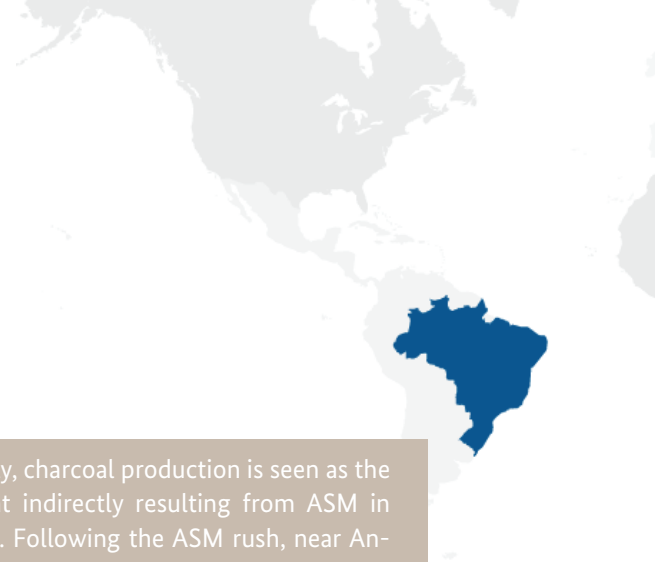 charcoal production is seen as the
indirectly resulting from ASM in
Following the ASM rush, near An-